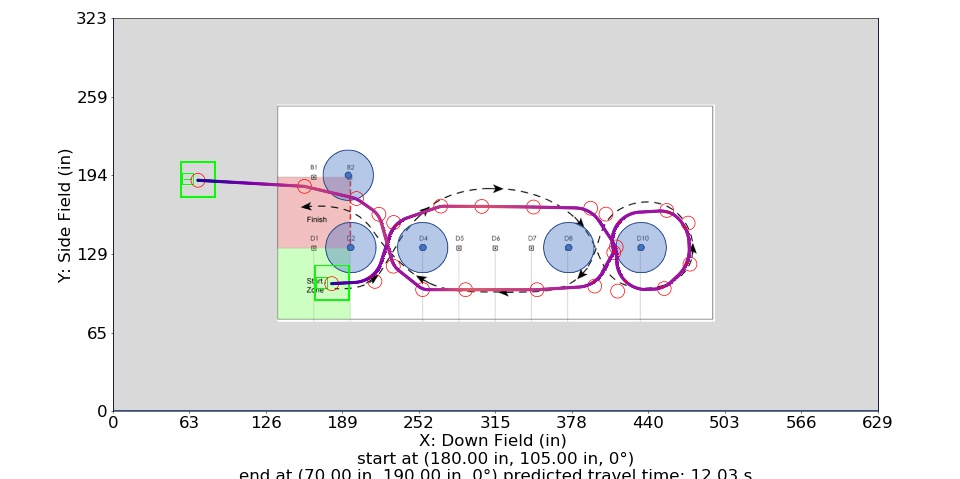 323
259
194
129
65
0
Y: Side Field (in)
B1 B2
Finish
D1 D2 D4 D5 D6 D7 D8 D10
Start
Zone
0 63 126 189 252 315 378 440 503 566 629
X: Down Field (in)
start at (180.00 in, 105.00 in, 0°)
end at (70.00 in, 190.00 in, 0°) predicted travel time: 12.03 s